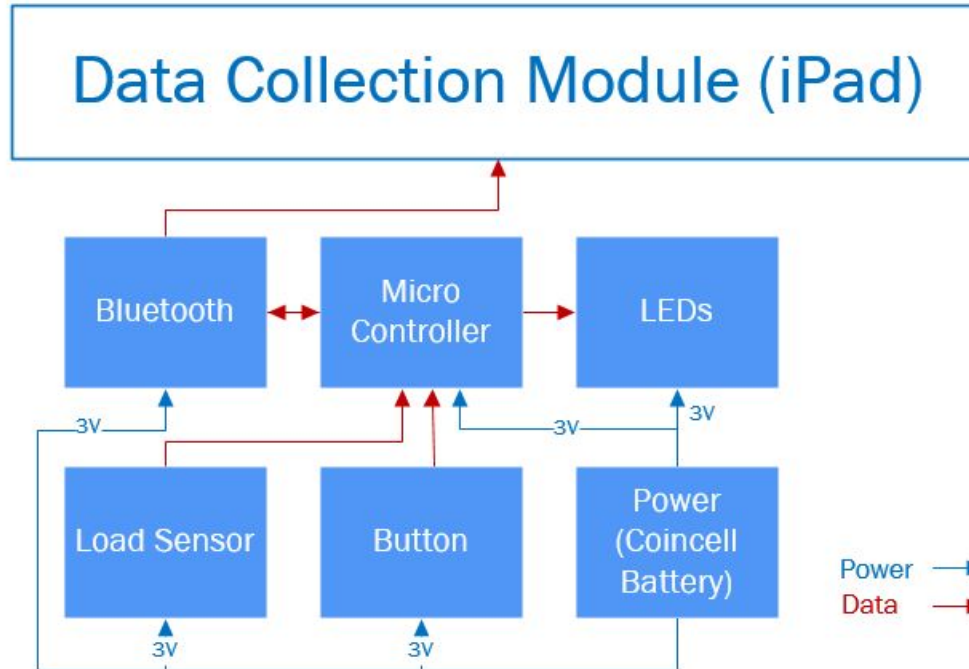 Data Collection Module (iPad)
Bluetooth
Micro
Controller
LEDs
3V
3V
3V
Load Sensor
Button
Power
(Coincell
Battery)
Power
Data
3V
3V